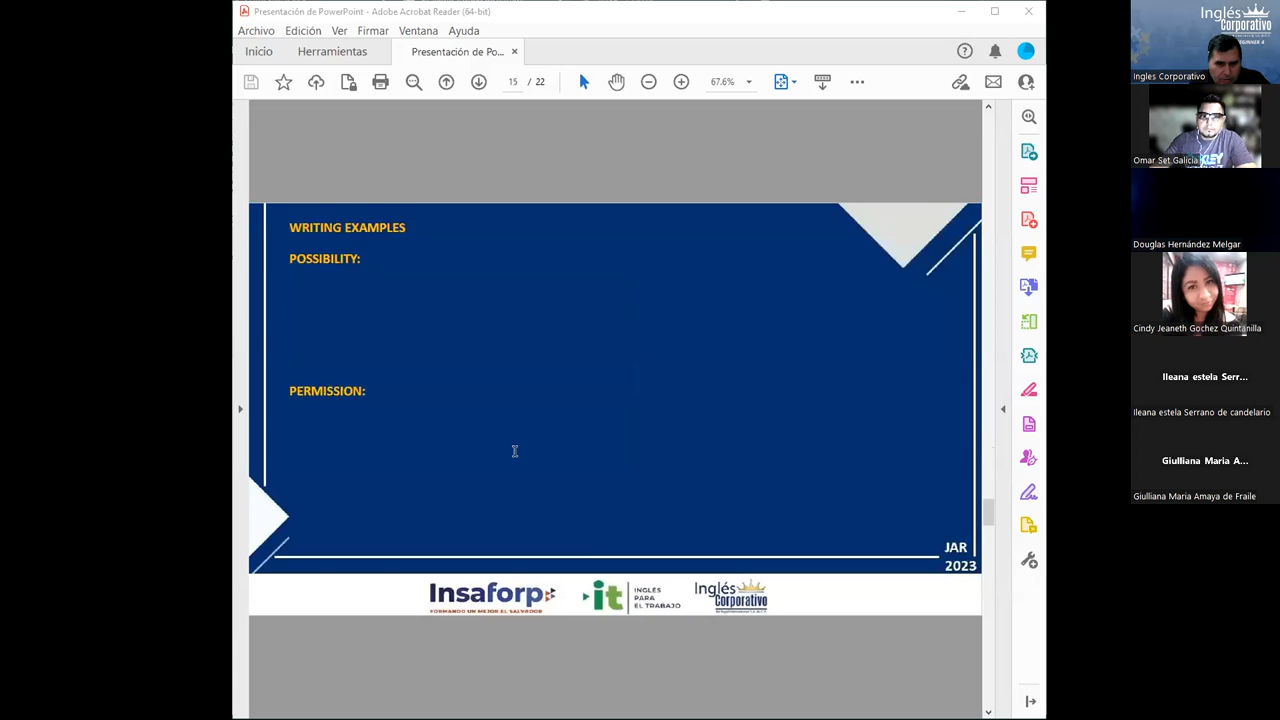 Presentación de PowerPoint - Adobe Acrobat Reader (64-bit)
Archivo Edición Ver Firmar Ventana Ayuda
Inicio Herramientas Presentación de Po... ×
15 / 22 67.6%
WRITING EXAMPLES
POSSIBILITY:
PERMISSION:
JAR
2023
Insaforp
FORMANDO UN MEJOR EL SALVADOR
it INGLÉS
PARA
EL TRABAJO
Inglés
Corporativo
Inglés
Corporativo
Ingles Corporativo
Omar Set Galicia
Douglas Hernández Melgar
Cindy Jeaneth Gochez Quintanilla
Ileana estela Serr...
Ileana estela Serrano de candelario
Giulliana Maria A...
Giulliana Maria Amaya de Fraile